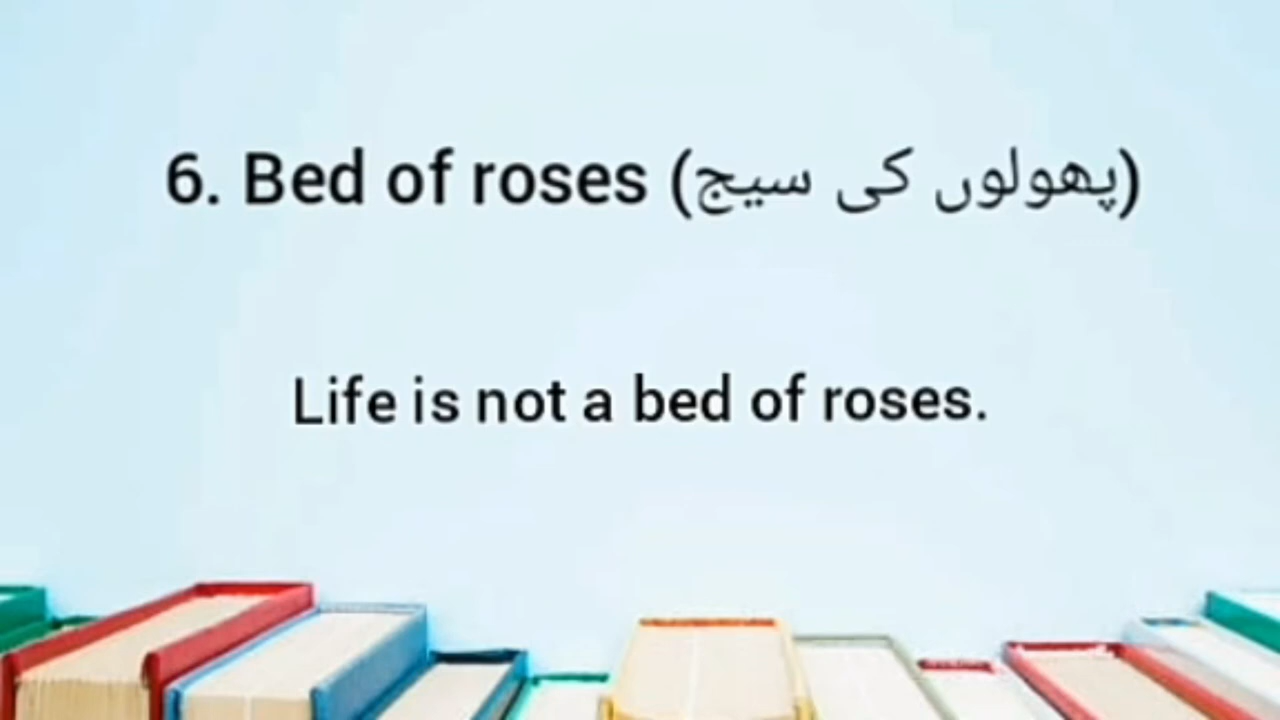 6. Bed of roses (پھولوں کی سیج)
Life is not a bed of roses.